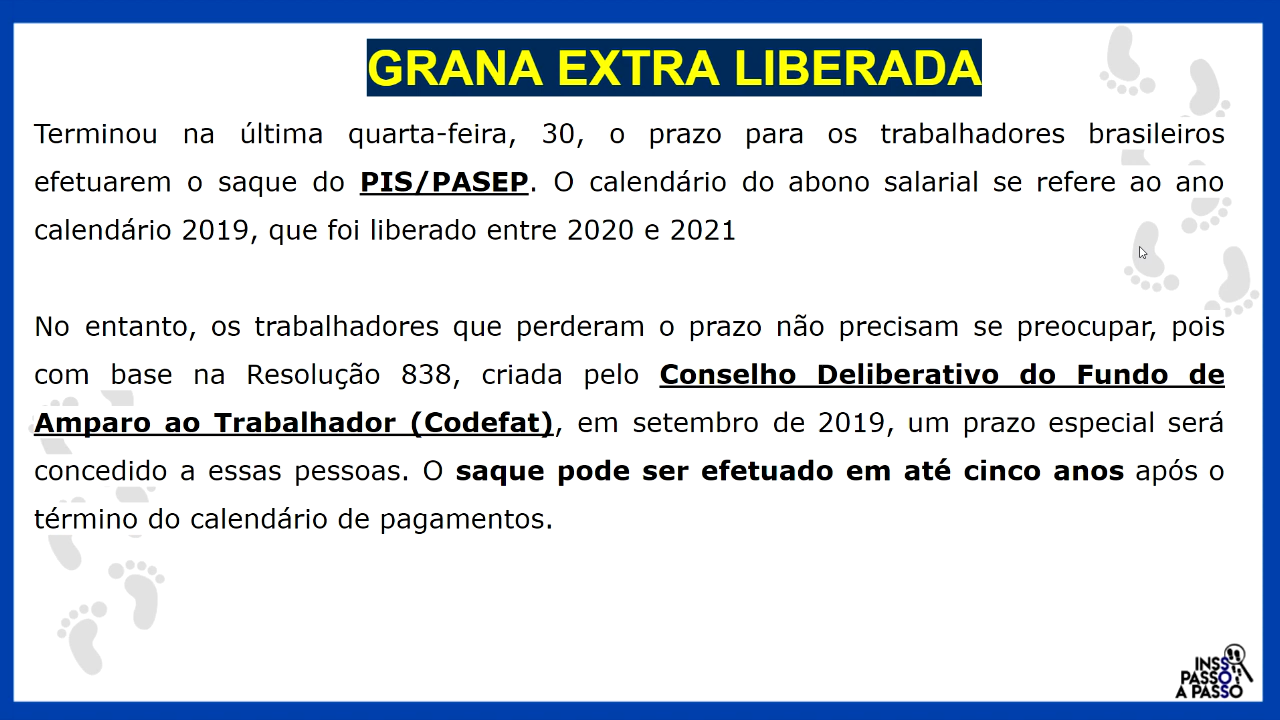 GRANA EXTRA LIBERADA
Terminou na última quarta-feira, 30, o prazo para os trabalhadores brasileiros
efetuarem o saque do PIS/PASEP. O calendário do abono salarial se refere ao ano
calendário 2019, que foi liberado entre 2020 e 2021
No entanto, os trabalhadores que perderam o prazo não precisam se preocupar, pois
com base na Resolução 838, criada pelo Conselho Deliberativo do Fundo de
Amparo ao Trabalhador (Codefat), em setembro de 2019, um prazo especial será
concedido a essas pessoas. O saque pode ser efetuado em até cinco anos após o
término do calendário de pagamentos.
INSS
PASSO
A PASSO